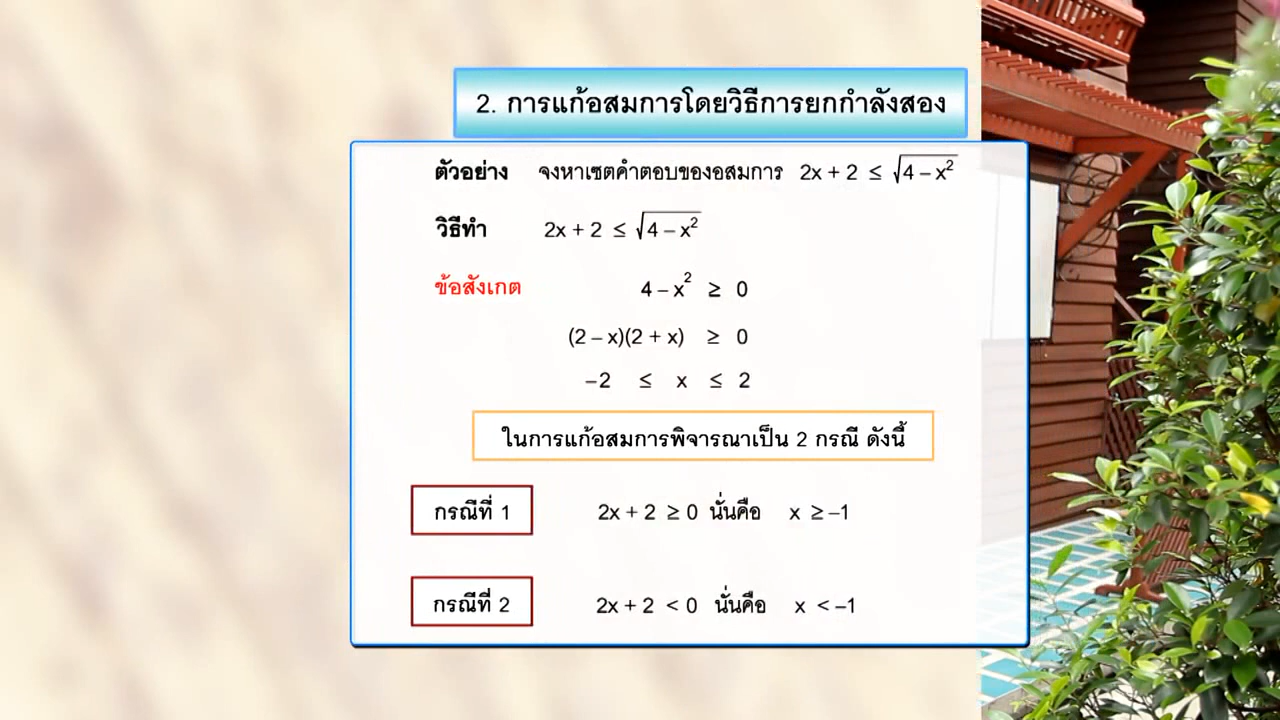 2. การแก้อสมการโดยวิธีการยกกำลังสอง
ตัวอย่าง จงหาเซตคำตอบของอสมการ 2x + 2 ≤ √(4 – x²)
วิธีทำ 2x + 2 ≤ √(4 – x²)
ข้อสังเกต 4 – x² ≥ 0
(2 – x)(2 + x) ≥ 0
–2 ≤ x ≤ 2
ในการแก้อสมการพิจารณาเป็น 2 กรณี ดังนี้
กรณีที่ 1 2x + 2 ≥ 0 นั่นคือ x ≥ –1
กรณีที่ 2 2x + 2 < 0 นั่นคือ x < –1